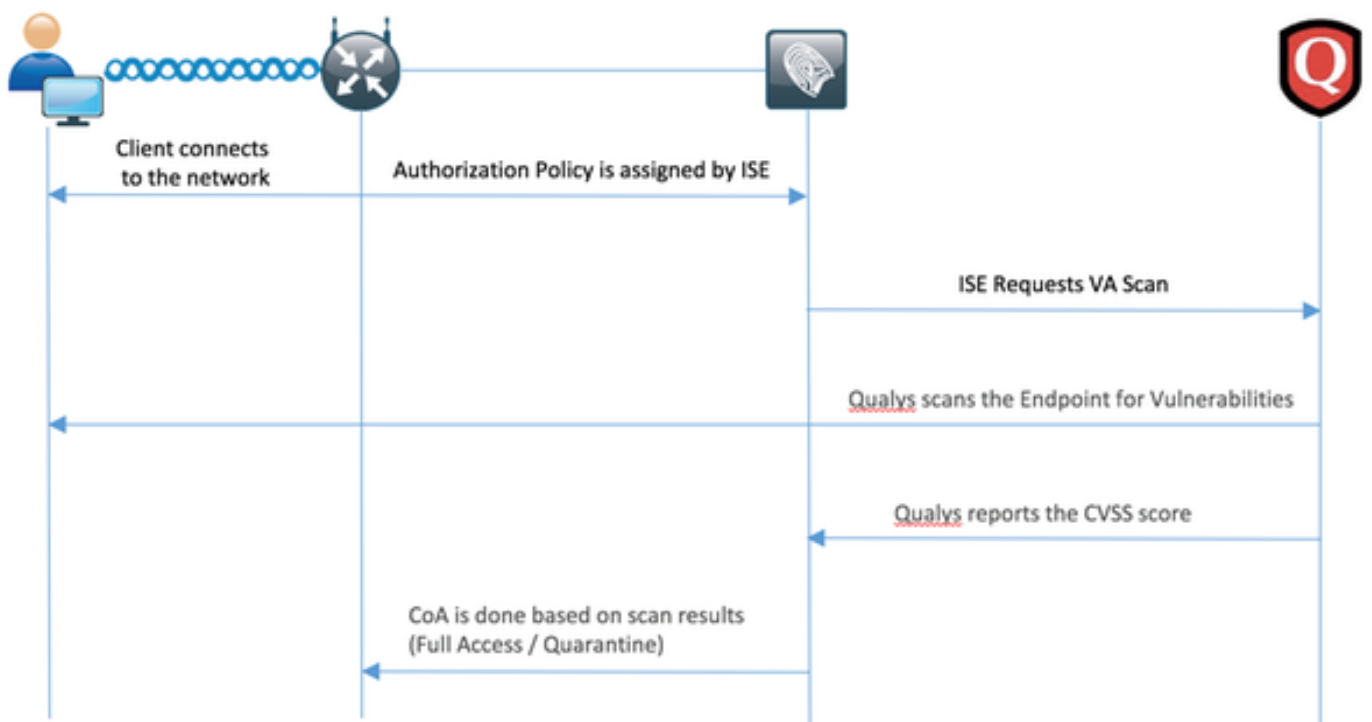 Q
Client connects
to the network
Authorization Policy is assigned by ISE
ISE Requests VA Scan
Qualys scans the Endpoint for Vulnerabilities
Qualys reports the CVSS score
CoA is done based on scan results
(Full Access / Quarantine)